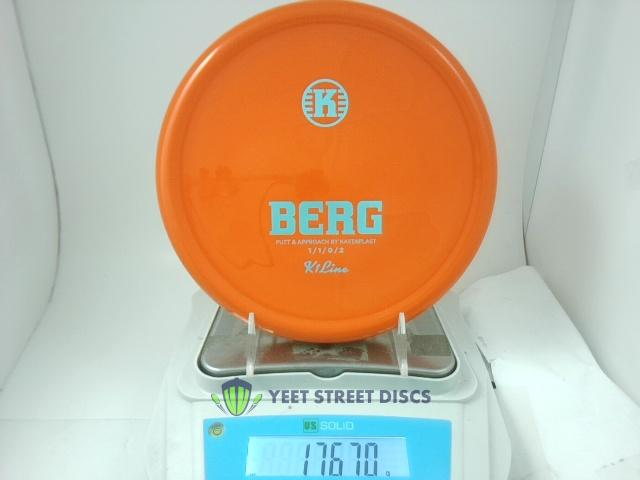 K
BERG
PUTT & APPROACH BY KASTAPLAST
1/1/0/2
K1 Line
YEET STREET DISCS
US SOLID
176.70 g